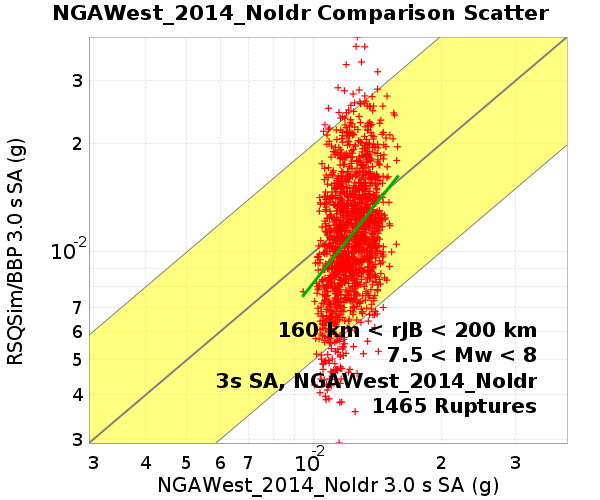 NGAWest_2014_NoIdr Comparison Scatter
RSQSim/BBP 3.0 s SA (g)
3
2
10-2
7
6
5
4
3
160 km < rJB < 200 km
7.5 < Mw < 8
3s SA, NGAWest_2014_NoIdr
1465 Ruptures
3 4 5 6 7 10-2 2 3
NGAWest_2014_NoIdr 3.0 s SA (g)